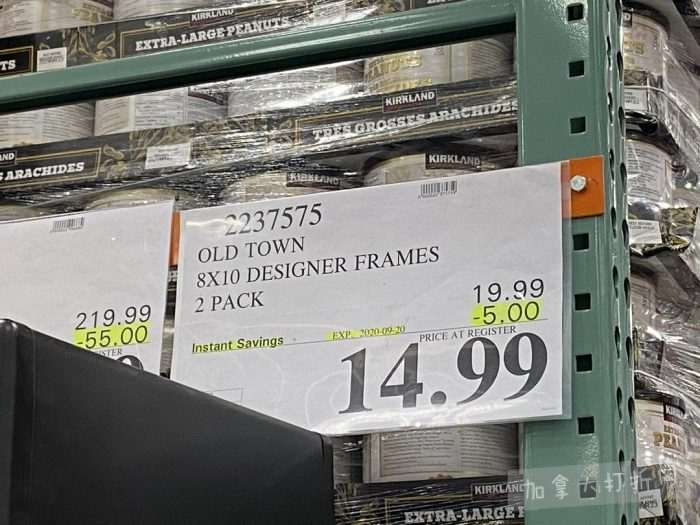 KIRKLAND
EXTRA-LARGE PEANUTS
TS
KIRKLAND
TRÈS GROSSES ARACHIDES
KIRKLAND
KIRKLAND
S ARACHIDES
2237575
OLD TOWN
8X10 DESIGNER FRAMES
2 PACK
19.99
-5.00
Instant Savings
EXP. 2020-09-20
PRICE AT REGISTER
14.99
219.99
-55.00
KIRKLAND
EXTRA-LARGE
加拿大打折